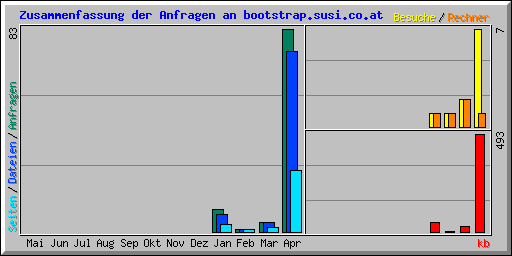 Zusammenfassung der Anfragen an bootstrap.susi.co.at
Besuche / Rechner
83
7
Seiten / Dateien / Anfragen
493
Mai Jun Jul Aug Sep Okt Nov Dez Jan Feb Mar Apr
kb